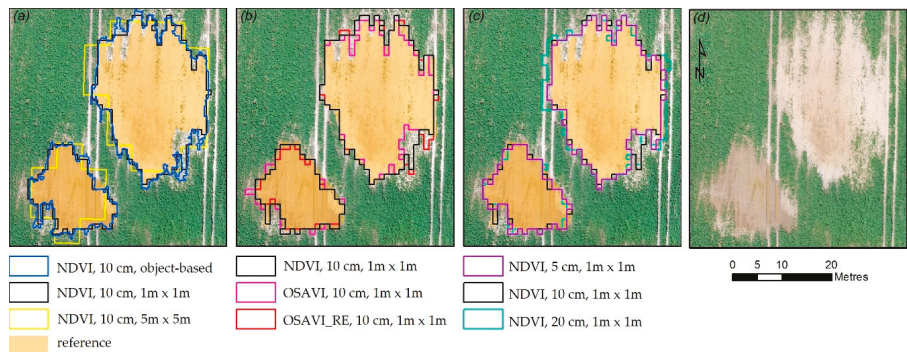 (a)
(b)
(c)
(d)
N
NDVI, 10 cm, object-based
NDVI, 10 cm, 1m x 1m
NDVI, 10 cm, 5m x 5m
reference
NDVI, 10 cm, 1m x 1m
OSAVI, 10 cm, 1m x 1m
OSAVI_RE, 10 cm, 1m x 1m
NDVI, 5 cm, 1m x 1m
NDVI, 10 cm, 1m x 1m
NDVI, 20 cm, 1m x 1m
0 5 10 20
Metres